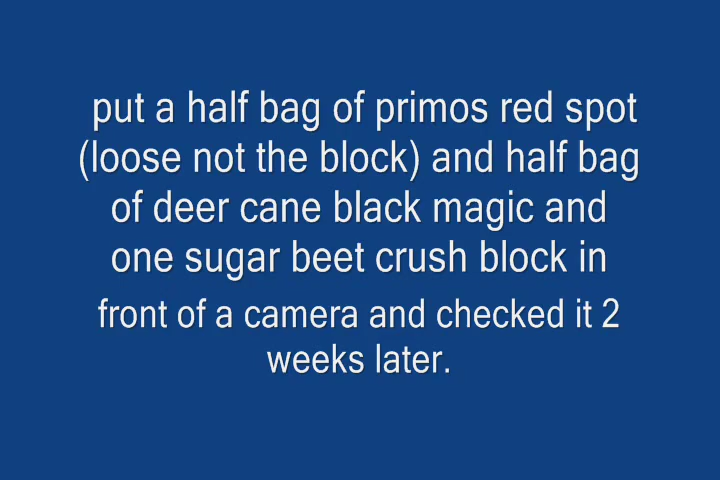 put a half bag of primos red spot
(loose not the block) and half bag
of deer cane black magic and
one sugar beet crush block in
front of a camera and checked it 2
weeks later.